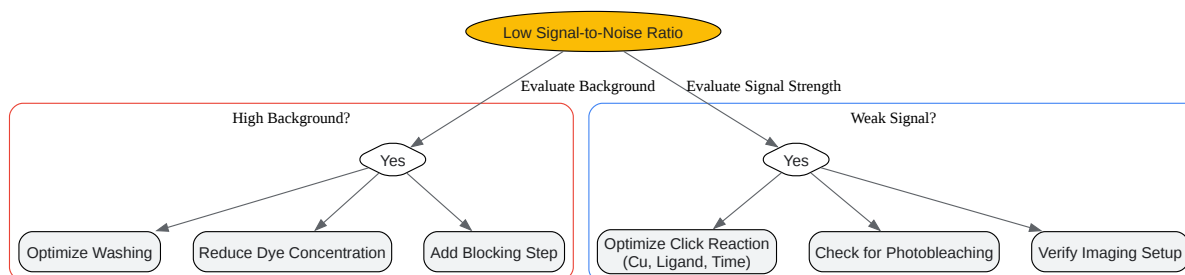 Low Signal-to-Noise Ratio
Evaluate Background
Evaluate Signal Strength
High Background?
Weak Signal?
Yes
Yes
Optimize Washing
Reduce Dye Concentration
Add Blocking Step
Optimize Click Reaction
(Cu, Ligand, Time)
Check for Photobleaching
Verify Imaging Setup